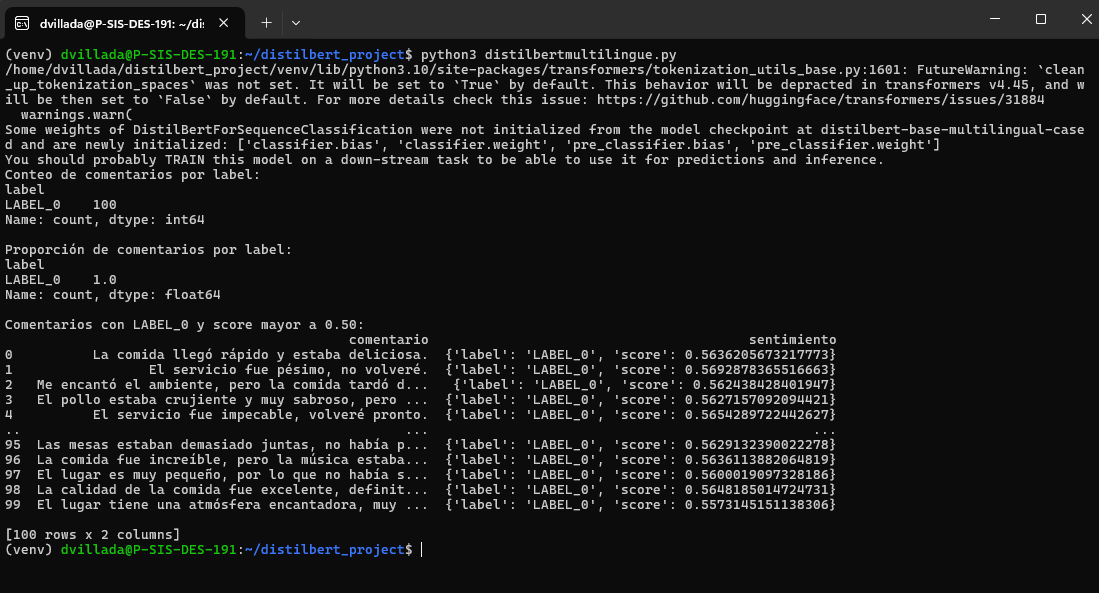 dvillada@P-SIS-DES-191: ~/dis
(venv) dvillada@P-SIS-DES-191:~/distilbert_project$ python3 distilbertmultilingue.py
/home/dvillada/distilbert_project/venv/lib/python3.10/site-packages/transformers/tokenization_utils_base.py:1601: FutureWarning: `clean
_up_tokenization_spaces` was not set. It will be set to `True` by default. This behavior will be depracted in transformers v4.45, and w
ill be then set to `False` by default. For more details check this issue: https://github.com/huggingface/transformers/issues/31884
  warnings.warn(
Some weights of DistilBertForSequenceClassification were not initialized from the model checkpoint at distilbert-base-multilingual-case
d and are newly initialized: ['classifier.bias', 'classifier.weight', 'pre_classifier.bias', 'pre_classifier.weight']
You should probably TRAIN this model on a down-stream task to be able to use it for predictions and inference.
Conteo de comentarios por label:
label
LABEL_0    100
Name: count, dtype: int64

Proporción de comentarios por label:
label
LABEL_0    1.0
Name: count, dtype: float64

Comentarios con LABEL_0 y score mayor a 0.50:
                                           comentario                                        sentimiento
0          La comida llegó rápido y estaba deliciosa.  {'label': 'LABEL_0', 'score': 0.5636205673217773}
1                 El servicio fue pésimo, no volveré.  {'label': 'LABEL_0', 'score': 0.5692878365516663}
2   Me encantó el ambiente, pero la comida tardó d...   {'label': 'LABEL_0', 'score': 0.562438428401947}
3   El pollo estaba crujiente y muy sabroso, pero ...  {'label': 'LABEL_0', 'score': 0.5627157092094421}
4          El servicio fue impecable, volveré pronto.  {'label': 'LABEL_0', 'score': 0.5654289722442627}
..                                                ...                                                ...
95  Las mesas estaban demasiado juntas, no había p...  {'label': 'LABEL_0', 'score': 0.5629132390022278}
96  La comida fue increíble, pero la música estaba...  {'label': 'LABEL_0', 'score': 0.5636113882064819}
97  El lugar es muy pequeño, por lo que no había s...  {'label': 'LABEL_0', 'score': 0.5600019097328186}
98  La calidad de la comida fue excelente, definit...  {'label': 'LABEL_0', 'score': 0.5648185014724731}
99  El lugar tiene una atmósfera encantadora, muy ...  {'label': 'LABEL_0', 'score': 0.5573145151138306}

[100 rows x 2 columns]
(venv) dvillada@P-SIS-DES-191:~/distilbert_project$